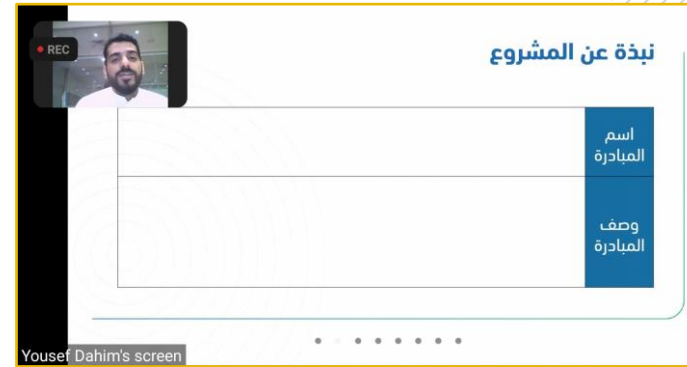 REC
نبذة عن المشروع
اسم
المبادرة
وصف
المبادرة
Yousef Dahim's screen